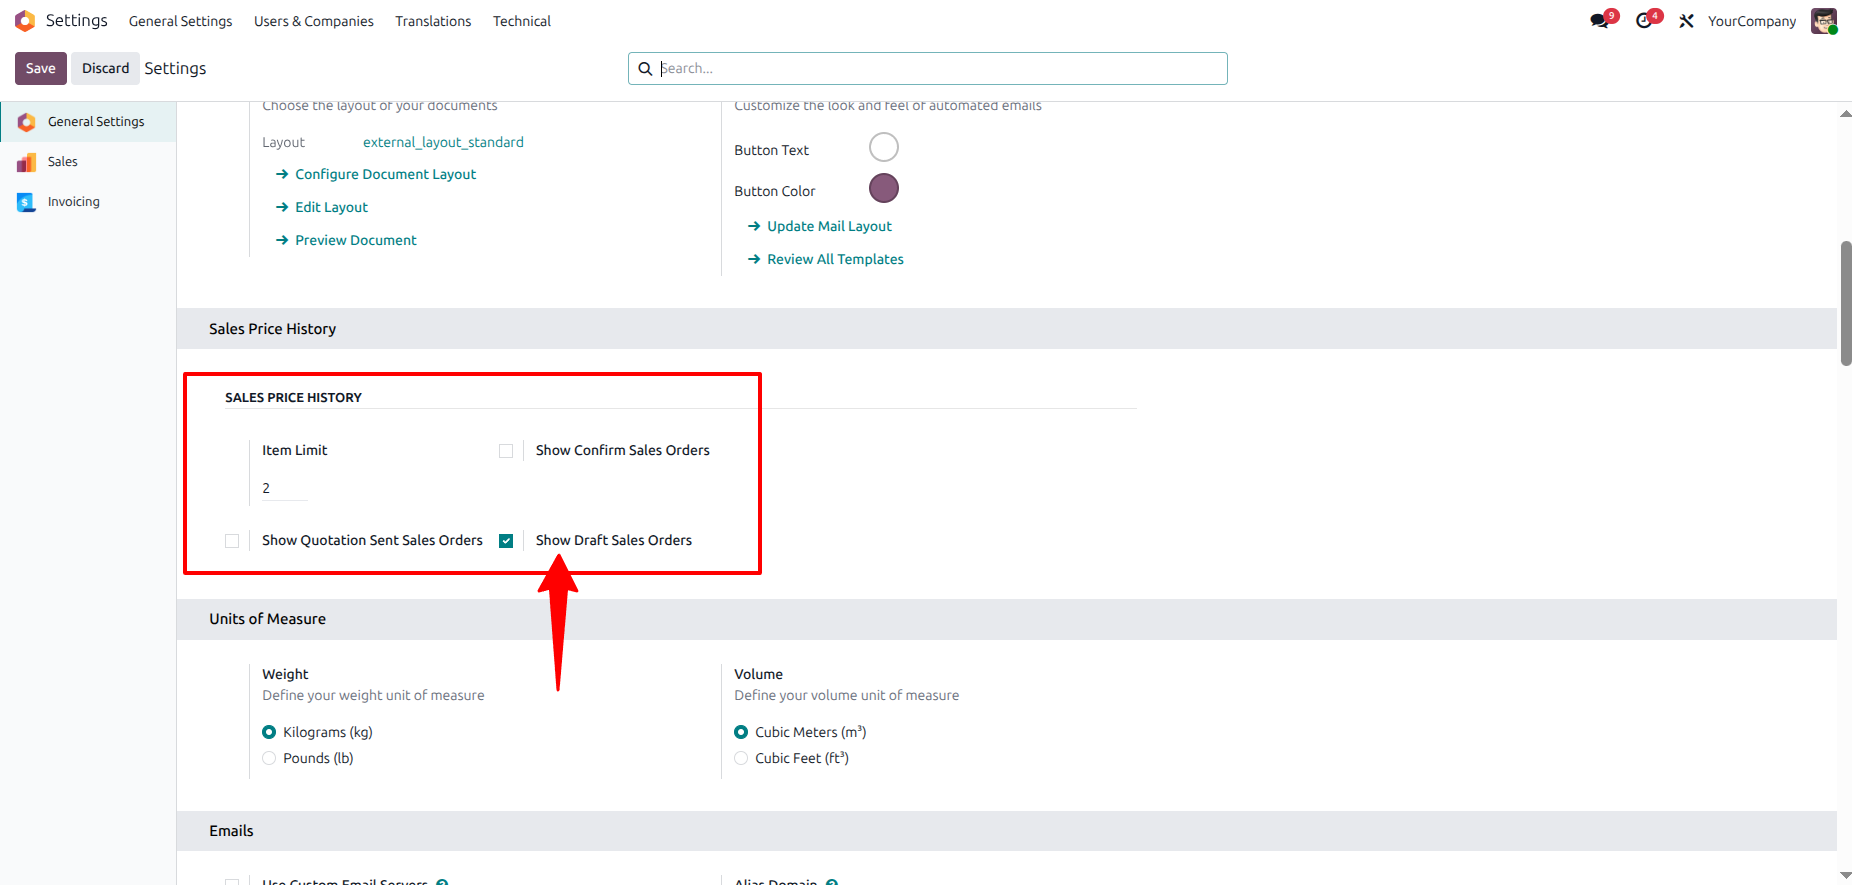 Settings General Settings Users & Companies Translations Technical 9 4 YourCompany
Save Discard Settings Search...
General Settings
Sales
Invoicing
Choose the layout of your documents
Layout external_layout_standard
Configure Document Layout
Edit Layout
Preview Document
Customize the look and feel of automated emails
Button Text
Button Color
Update Mail Layout
Review All Templates
Sales Price History
SALES PRICE HISTORY
Item Limit
2
Show Confirm Sales Orders
Show Quotation Sent Sales Orders
Show Draft Sales Orders
Units of Measure
Weight
Define your weight unit of measure
Kilograms (kg)
Pounds (lb)
Volume
Define your volume unit of measure
Cubic Meters (m³)
Cubic Feet (ft³)
Emails
Use Custom Email Servers ?
Alias Domain ?